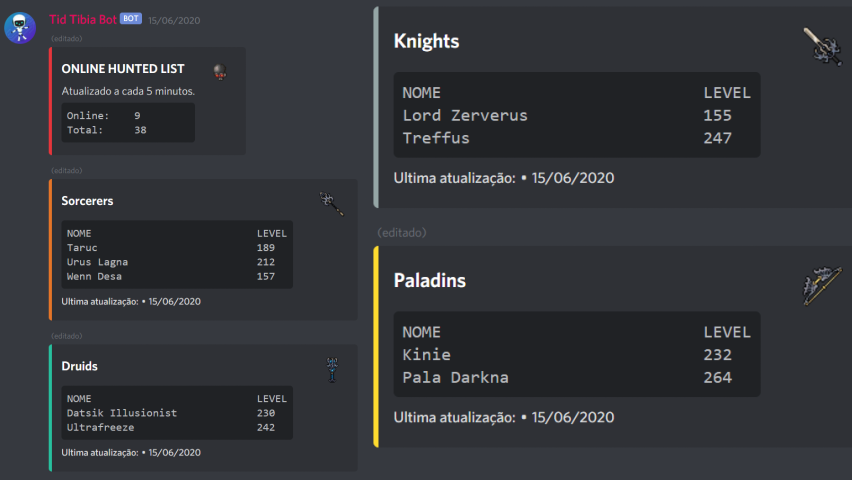 Tid Tibia Bot BOT 15/06/2020
(editado)
ONLINE HUNTED LIST
Atualizado a cada 5 minutos.
Online: 9
Total: 38
(editado)
Sorcerers
NOME LEVEL
Taruc 189
Urus Lagna 212
Wenn Desa 157
Ultima atualização: • 15/06/2020
(editado)
Druids
NOME LEVEL
Datsik Illusionist 230
Ultrafreeze 242
Ultima atualização: • 15/06/2020
Knights
NOME LEVEL
Lord Zerverus 155
Treffus 247
Ultima atualização: • 15/06/2020
(editado)
Paladins
NOME LEVEL
Kinie 232
Pala Darkna 264
Ultima atualização: • 15/06/2020